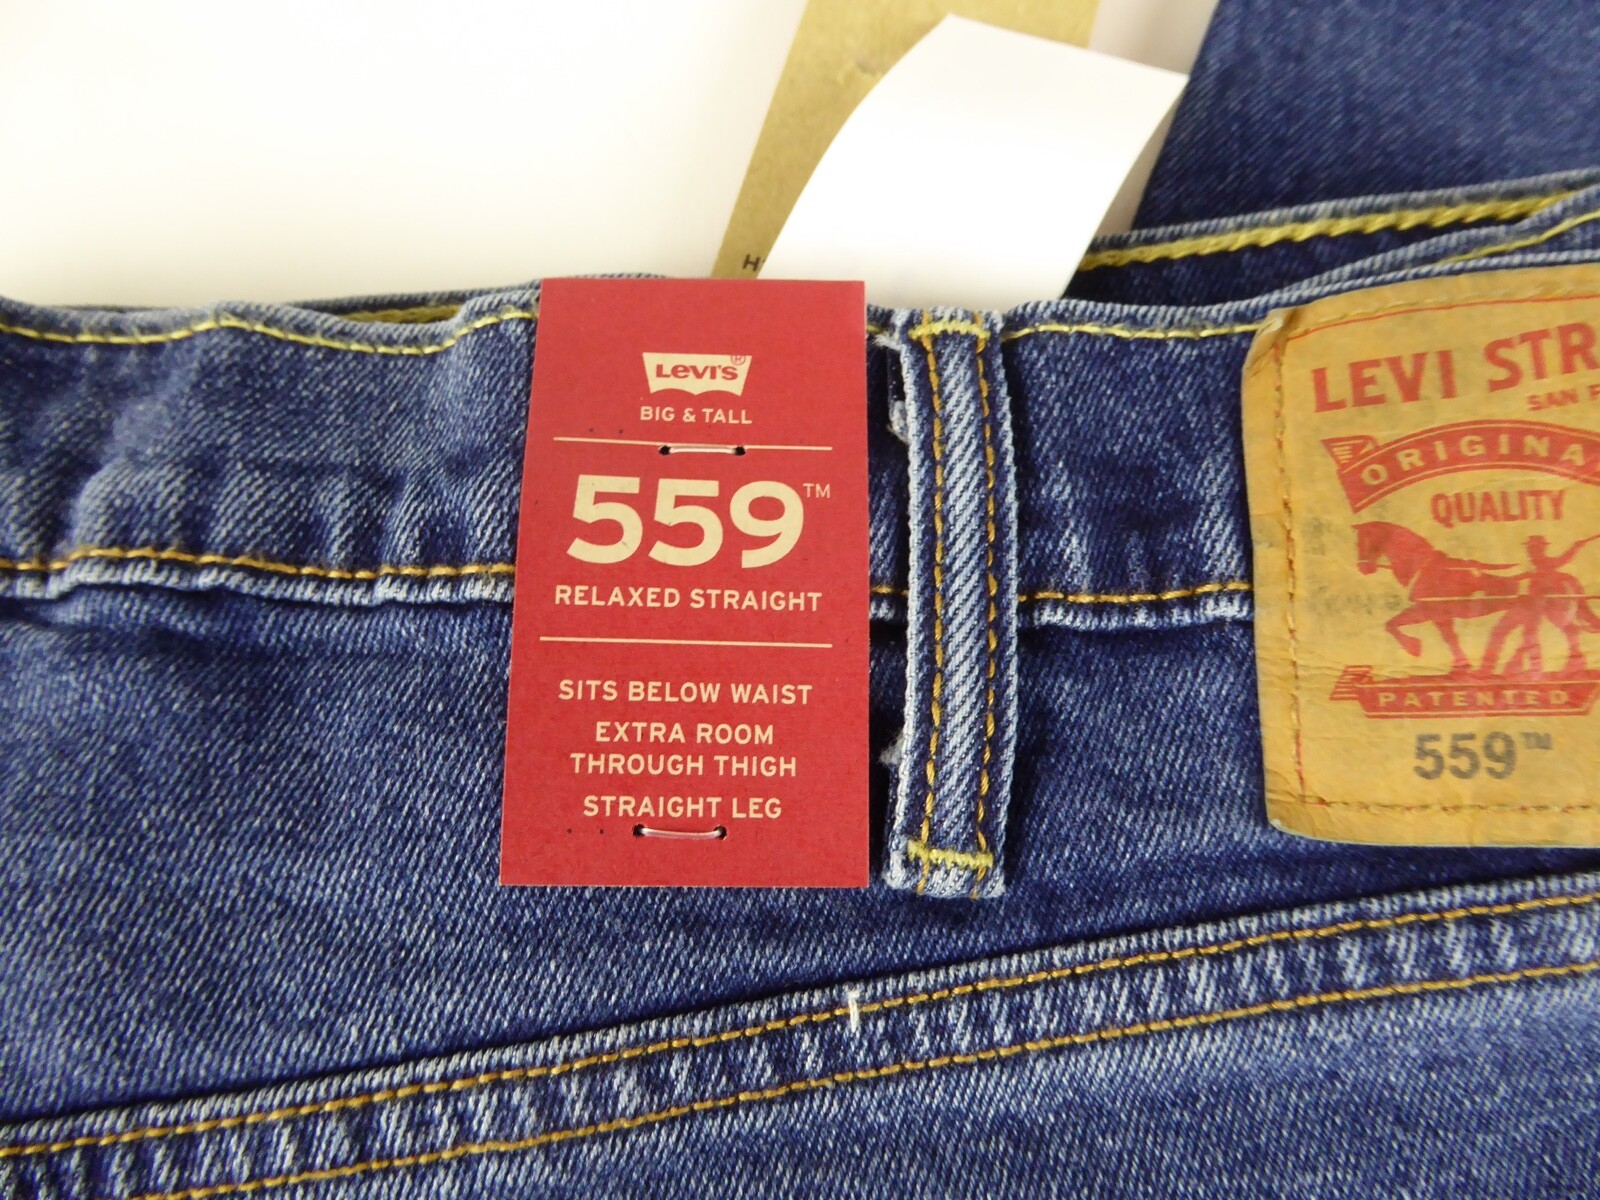 LEVI'S®
BIG & TALL
559™
RELAXED STRAIGHT
SITS BELOW WAIST
EXTRA ROOM
THROUGH THIGH
STRAIGHT LEG
LEVI STR
SAN F
ORIGINA
QUALITY
PATENTED
559™